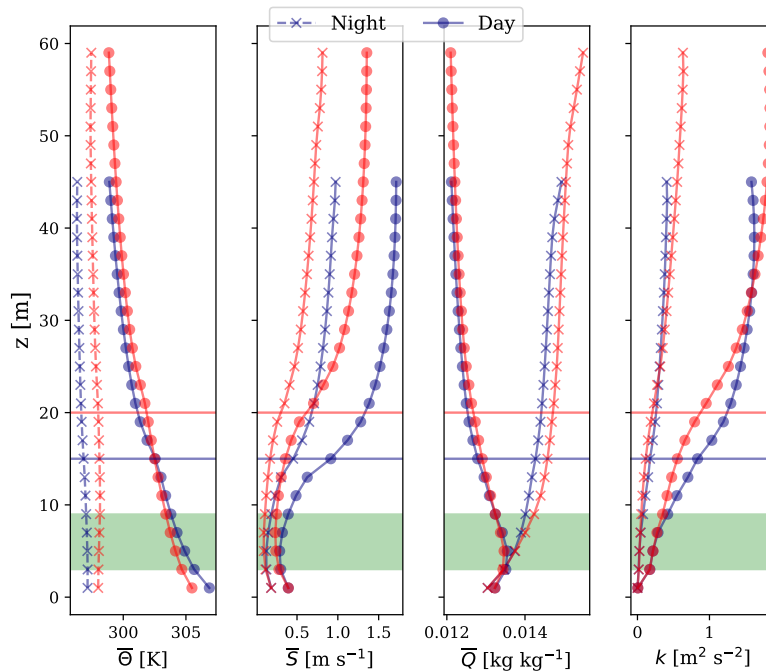 Night Day
60
50
40
30
20
10
0
z [m]
300 305
0.5 1.0 1.5
0.012 0.014
0 1
Θ̅ [K]
S̅ [m s⁻¹]
Q̅ [kg kg⁻¹]
k [m² s⁻²]